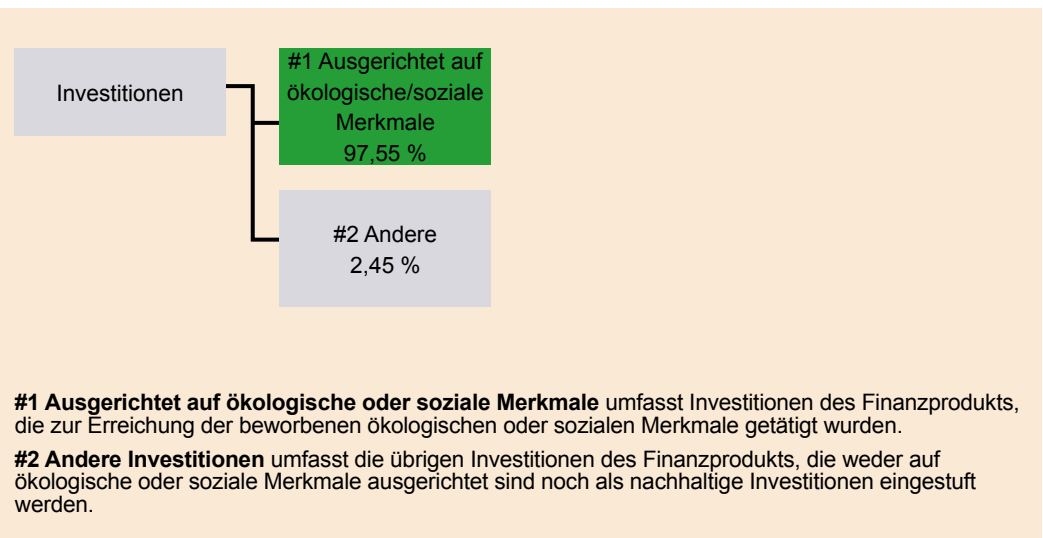 Investitionen
#1 Ausgerichtet auf
ökologische/soziale
Merkmale
97,55 %
#2 Andere
2,45 %
#1 Ausgerichtet auf ökologische oder soziale Merkmale umfasst Investitionen des Finanzprodukts,
die zur Erreichung der beworbenen ökologischen oder sozialen Merkmale getätigt wurden.
#2 Andere Investitionen umfasst die übrigen Investitionen des Finanzprodukts, die weder auf
ökologische oder soziale Merkmale ausgerichtet sind noch als nachhaltige Investitionen eingestuft
werden.